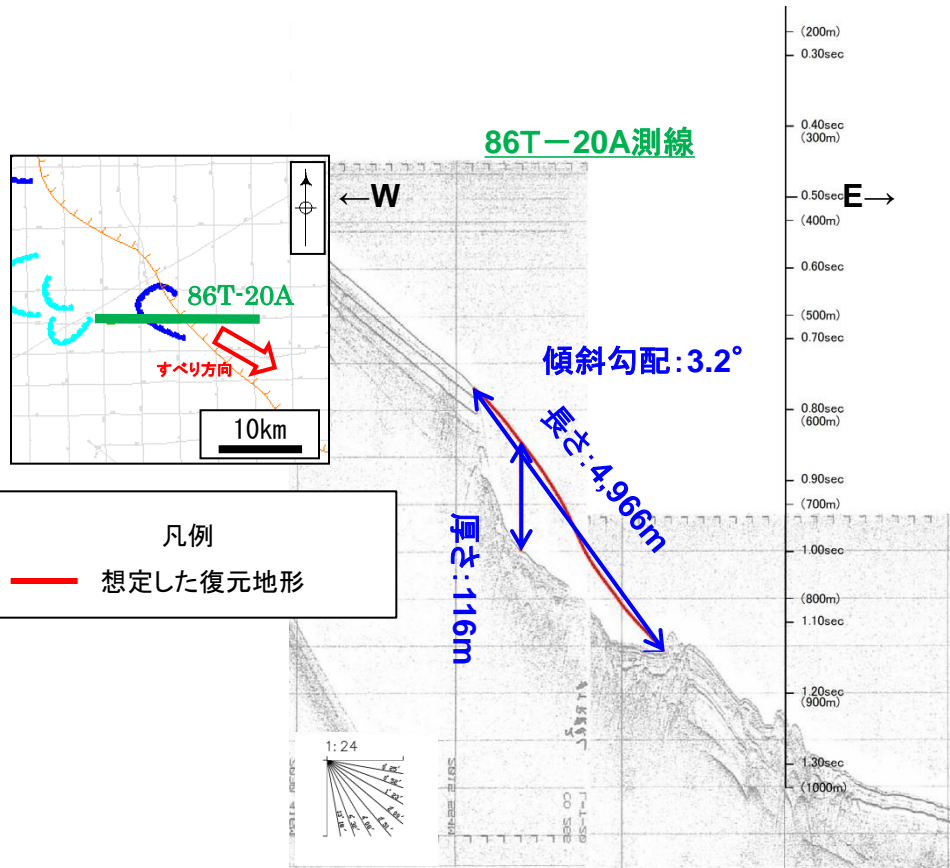 86T－20A測線
←W
E→
(200m)
0.30sec
0.40sec
(300m)
0.50sec
(400m)
0.60sec
(500m)
0.70sec
0.80sec
(600m)
0.90sec
(700m)
1.00sec
(800m)
1.10sec
1.20sec
(900m)
1.30sec
(1000m)
86T-20A
すべり方向
10km
傾斜勾配：3.2°
長さ：4,966m
厚さ：116m
凡例
想定した復元地形
1:24